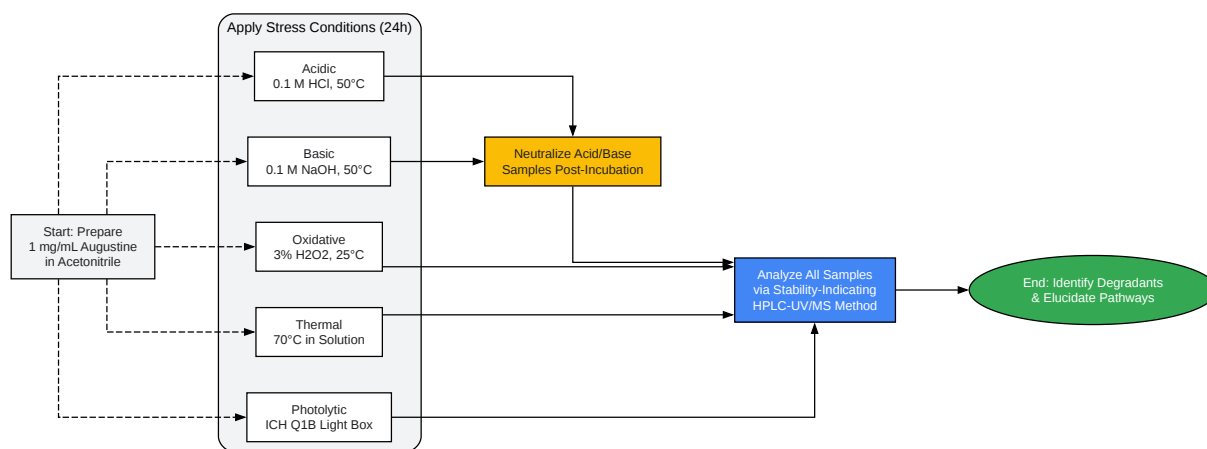 Apply Stress Conditions (24h)
Acidic
0.1 M HCl, 50°C
Basic
0.1 M NaOH, 50°C
Neutralize Acid/Base
Samples Post-Incubation
Start: Prepare
1 mg/mL Augustine
in Acetonitrile
Oxidative
3% H2O2, 25°C
Analyze All Samples
via Stability-Indicating
HPLC-UV/MS Method
End: Identify Degradants
& Elucidate Pathways
Thermal
70°C in Solution
Photolytic
ICH Q1B Light Box